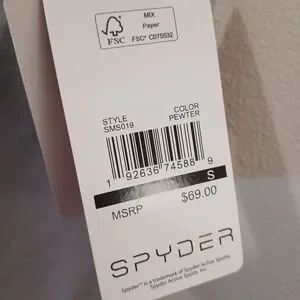 FSC
MIX
Paper
FSC® C075532
STYLE
SMS019
COLOR
PEWTER
1 92636 74588 9
S
MSRP $69.00
SPYDER
Spyder™ is a trademark of Spyder Active Sports
Spyder Active Sports Inc.